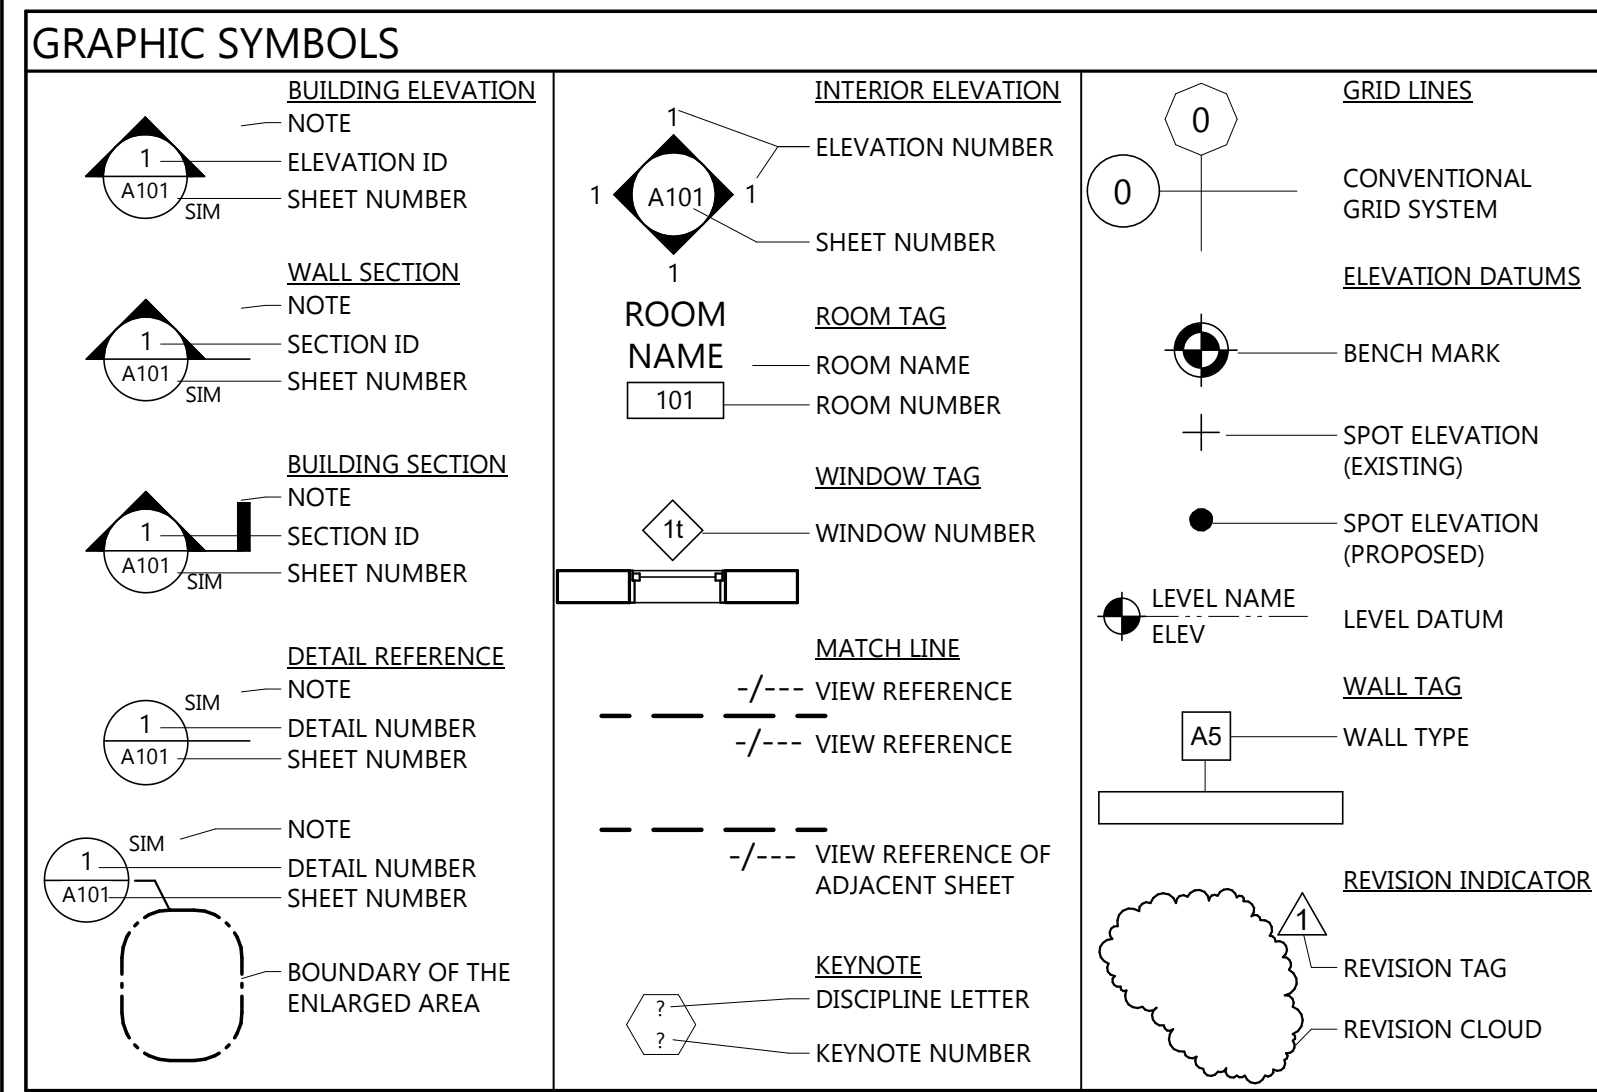 GRAPHIC SYMBOLS
BUILDING ELEVATION
NOTE
1
ELEVATION ID
A101
SHEET NUMBER
SIM
WALL SECTION
NOTE
1
SECTION ID
A101
SHEET NUMBER
SIM
BUILDING SECTION
NOTE
1
SECTION ID
A101
SHEET NUMBER
SIM
DETAIL REFERENCE
SIM
NOTE
1
DETAIL NUMBER
A101
SHEET NUMBER
SIM
NOTE
1
DETAIL NUMBER
A101
SHEET NUMBER
BOUNDARY OF THE
ENLARGED AREA
INTERIOR ELEVATION
1
ELEVATION NUMBER
1
A101
1
SHEET NUMBER
1
ROOM
NAME
ROOM TAG
ROOM NAME
101
ROOM NUMBER
WINDOW TAG
1t
WINDOW NUMBER
MATCH LINE
-/--- VIEW REFERENCE
-/--- VIEW REFERENCE
-/--- VIEW REFERENCE OF
ADJACENT SHEET
KEYNOTE
?
DISCIPLINE LETTER
?
KEYNOTE NUMBER
GRID LINES
0
0
CONVENTIONAL
GRID SYSTEM
ELEVATION DATUMS
BENCH MARK
SPOT ELEVATION
(EXISTING)
SPOT ELEVATION
(PROPOSED)
LEVEL NAME
ELEV
LEVEL DATUM
WALL TAG
A5
WALL TYPE
REVISION INDICATOR
1
REVISION TAG
REVISION CLOUD